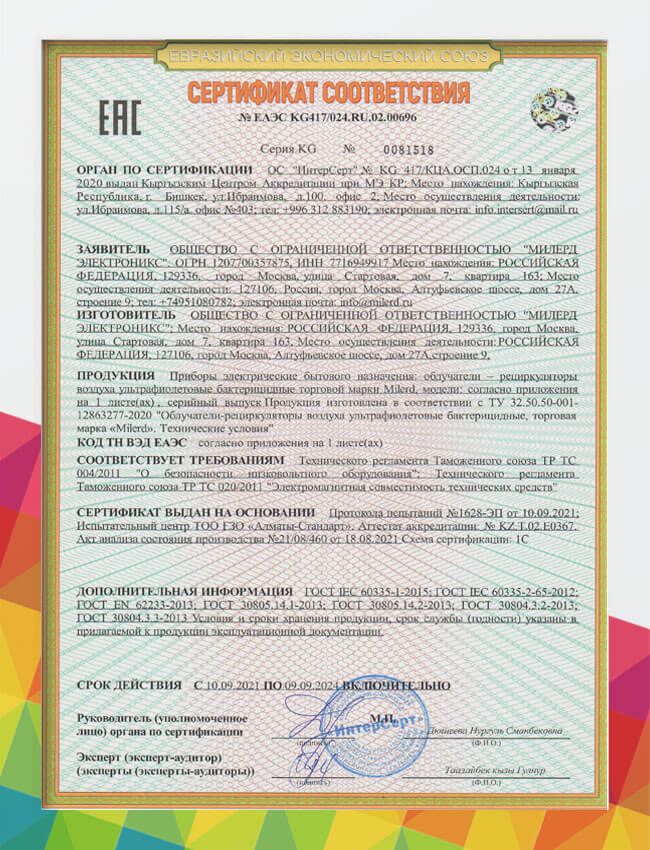 ЕВРАЗИЙСКИЙ ЭКОНОМИЧЕСКИЙ СОЮЗ
ЕАС
СЕРТИФИКАТ СООТВЕТСТВИЯ
№ ЕАЭС KG417/024.RU.02.00696
Серия KG № 0081518
ОРГАН ПО СЕРТИФИКАЦИИ ОС "ИнтерСерт" № KG 417/КЦА.ОСП.024 о т 13 января
2020 выдан Кыргызским Центром Аккредитации при МЭ КР; Место нахождения: Кыргызская
Республика, г. Бишкек, ул.Ибраимова, д.100, офис 2; Место осуществления деятельности:
ул.Ибраимова, д.115/а. офис №403; тел: +996 312 883190; электронная почта: info.intersert@mail.ru
ЗАЯВИТЕЛЬ ОБЩЕСТВО С ОГРАНИЧЕННОЙ ОТВЕТСТВЕННОСТЬЮ "МИЛЕРД
ЭЛЕКТРОНИКС". ОГРН 1207700357875, ИНН 7716949917 Место нахождения: РОССИЙСКАЯ
ФЕДЕРАЦИЯ, 129336, город Москва, улица Стартовая, дом 7, квартира 163; Место
осуществления деятельности: 127106, Россия, город Москва, Алтуфьевское шоссе, дом 27А,
строение 9; тел: +74951080782; электронная почта: info@milerd.ru
ИЗГОТОВИТЕЛЬ ОБЩЕСТВО С ОГРАНИЧЕННОЙ ОТВЕТСТВЕННОСТЬЮ "МИЛЕРД
ЭЛЕКТРОНИКС"; Место нахождения: РОССИЙСКАЯ ФЕДЕРАЦИЯ, 129336, город Москва,
улица Стартовая, дом 7, квартира 163, Место осуществления деятельности: РОССИЙСКАЯ
ФЕДЕРАЦИЯ, 127106, город Москва, Алтуфьевское шоссе, дом 27А,строение 9,
ПРОДУКЦИЯ Приборы электрические бытового назначения: облучатели – рециркуляторы
воздуха ультрафиолетовые бактерицидные торговой марки Milerd, модели: согласно приложения
на 1 листе(ах) , серийный выпуск Продукция изготовлена в соответствии с ТУ 32.50.50-001-
12863277-2020 "Облучатели-рециркуляторы воздуха ультрафиолетовые бактерицидные, торговая
марка «Milerd». Технические условия"
КОД ТН ВЭД ЕАЭС согласно приложения на 1 листе(ах)
СООТВЕТСТВУЕТ ТРЕБОВАНИЯМ Технического регламента Таможенного союза ТР ТС
004/2011 "О безопасности низковольтного оборудования"; Технического регламента
Таможенного союза ТР ТС 020/2011 "Электромагнитная совместимость технических средств"
СЕРТИФИКАТ ВЫДАН НА ОСНОВАНИИ Протокола испытаний №1628-ЭП от 10.09.2021;
Испытательный центр ТОО ГЗО «Алматы-Стандарт». Аттестат аккредитации: № KZ.T.02.E0367.
Акт анализа состояния производства №21/08/460 от 18.08.2021 Схема сертификации: 1С
ДОПОЛНИТЕЛЬНАЯ ИНФОРМАЦИЯ ГОСТ IEC 60335-1-2015; ГОСТ IEC 60335-2-65-2012;
ГОСТ EN 62233-2013; ГОСТ 30805.14.1-2013; ГОСТ 30805.14.2-2013; ГОСТ 30804.3.2-2013;
ГОСТ 30804.3.3-2013 Условия и сроки хранения продукции, срок службы (годности) указаны в
прилагаемой к продукции эксплуатационной документации.
СРОК ДЕЙСТВИЯ С 10.09.2021 ПО 09.09.2024 ВКЛЮЧИТЕЛЬНО
Руководитель (уполномоченное
лицо) органа по сертификации
М.П.
«ИнтерСерт»
Дюшеева Нургуль Сманбековна
(подпись) (Ф.И.О.)
Эксперт (эксперт-аудитор)
(эксперты (эксперты-аудиторы))
Таалайбек кызы Гулнур
(подпись) (Ф.И.О.)